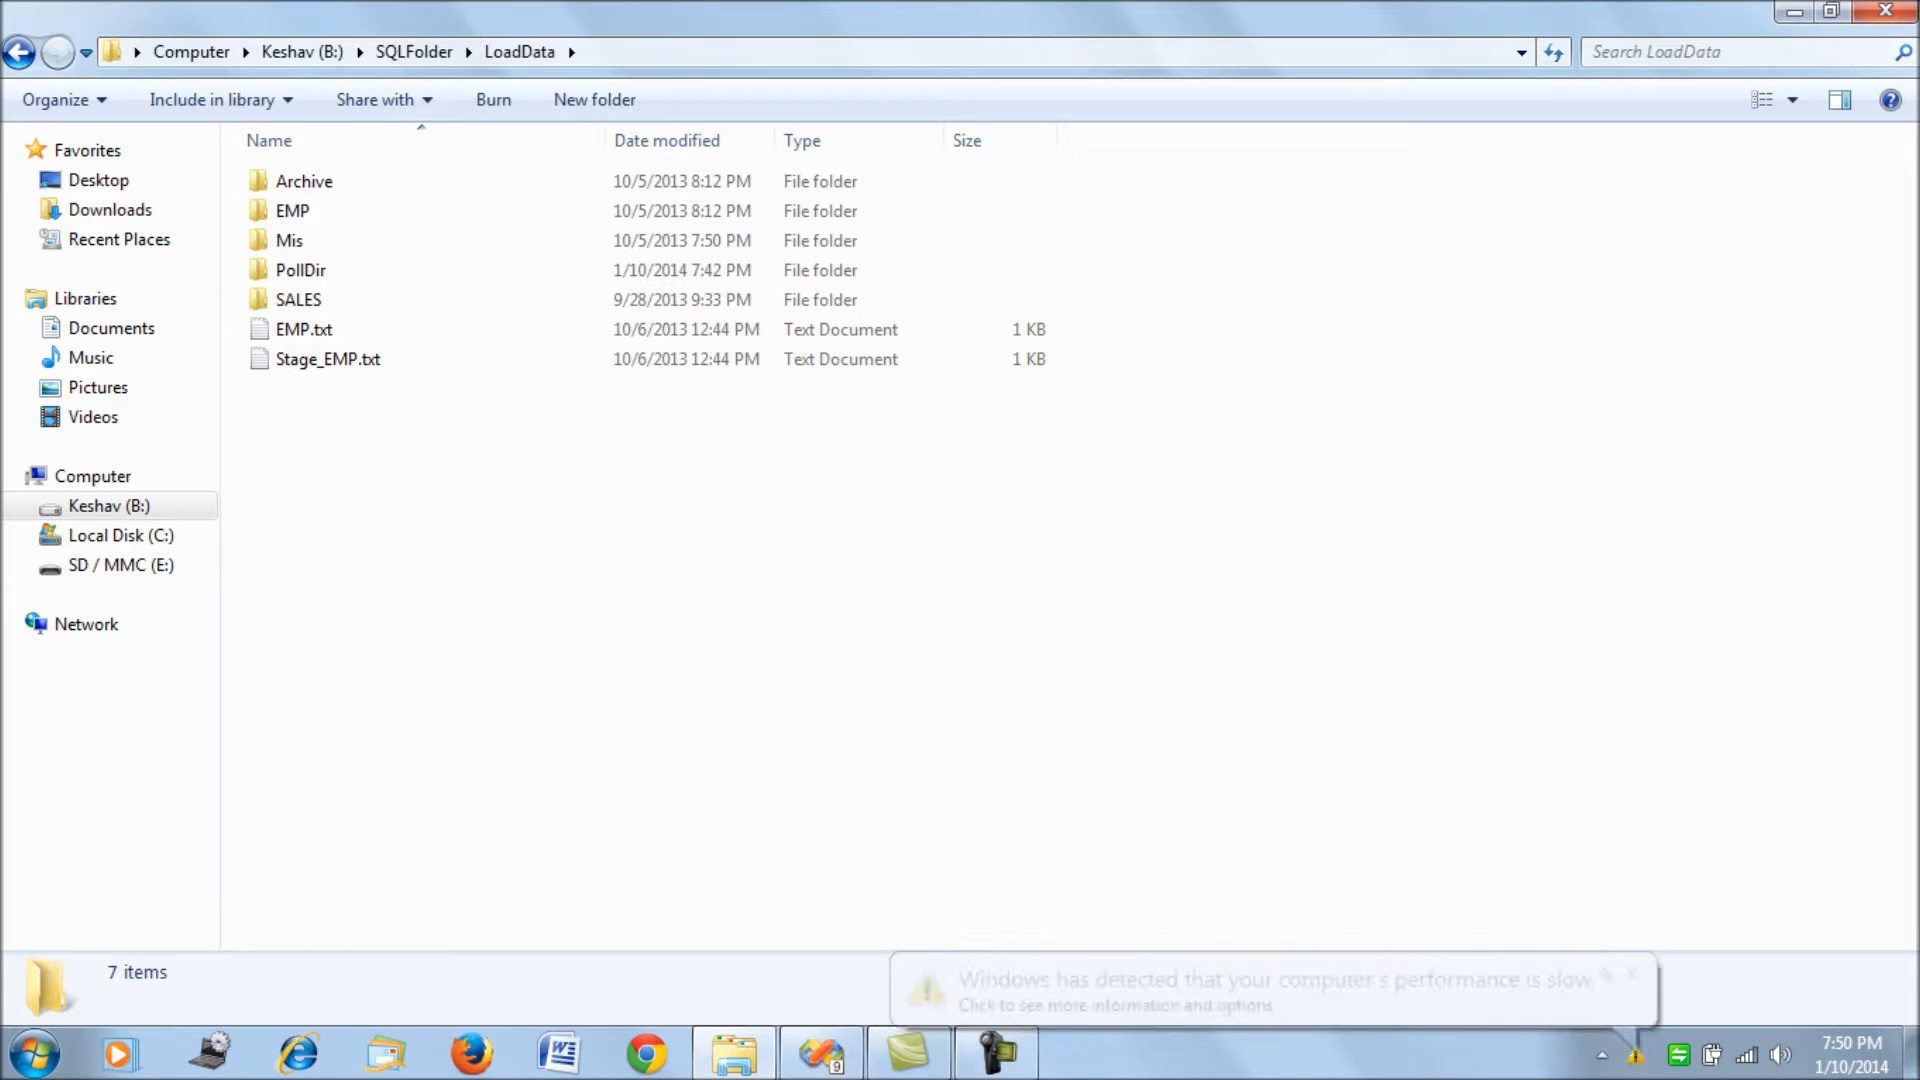 Computer Keshav (B:) SQLFolder LoadData
Search LoadData
Organize Include in library Share with Burn New folder
Name Date modified Type Size
Favorites
Desktop
Downloads
Recent Places
Libraries
Documents
Music
Pictures
Videos
Computer
Keshav (B:)
Local Disk (C:)
SD / MMC (E:)
Network
Archive 10/5/2013 8:12 PM File folder
EMP 10/5/2013 8:12 PM File folder
Mis 10/5/2013 7:50 PM File folder
PollDir 1/10/2014 7:42 PM File folder
SALES 9/28/2013 9:33 PM File folder
EMP.txt 10/6/2013 12:44 PM Text Document 1 KB
Stage_EMP.txt 10/6/2013 12:44 PM Text Document 1 KB
7 items
Windows has detected that your computer's performance is slow
Click to see more information and options
9
7:50 PM
1/10/2014